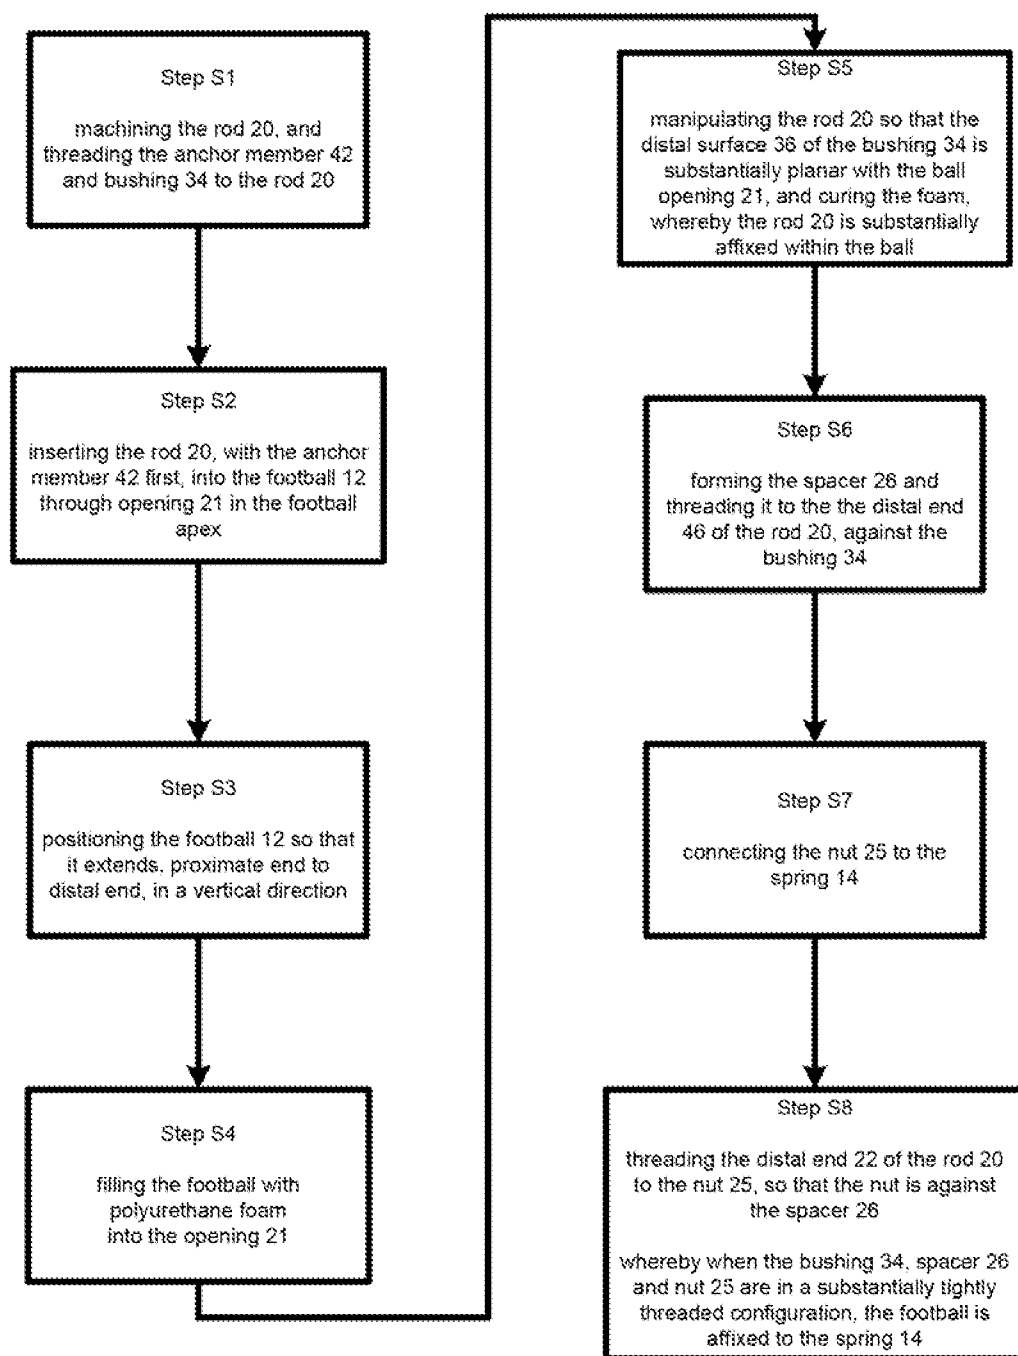 Step S1
machining the rod 20, and
threading the anchor member 42
and bushing 34 to the rod 20
Step S2
inserting the rod 20, with the anchor
member 42 first, into the football 12
through opening 21 in the football
apex
Step S3
positioning the football 12 so that
it extends, proximate end to
distal end, in a vertical direction
Step S4
filling the football with
polyurethane foam
into the opening 21
Step S5
manipulating the rod 20 so that the
distal surface 36 of the bushing 34 is
substantially planar with the ball
opening 21, and curing the foam,
whereby the rod 20 is substantially
affixed within the ball
Step S6
forming the spacer 26 and
threading it to the the distal end
46 of the rod 20, against the
bushing 34
Step S7
connecting the nut 25 to the
spring 14
Step S8
threading the distal end 22 of the rod 20
to the nut 25, so that the nut is against
the spacer 26
whereby when the bushing 34, spacer 26
and nut 25 are in a substantially tightly
threaded configuration, the football is
affixed to the spring 14